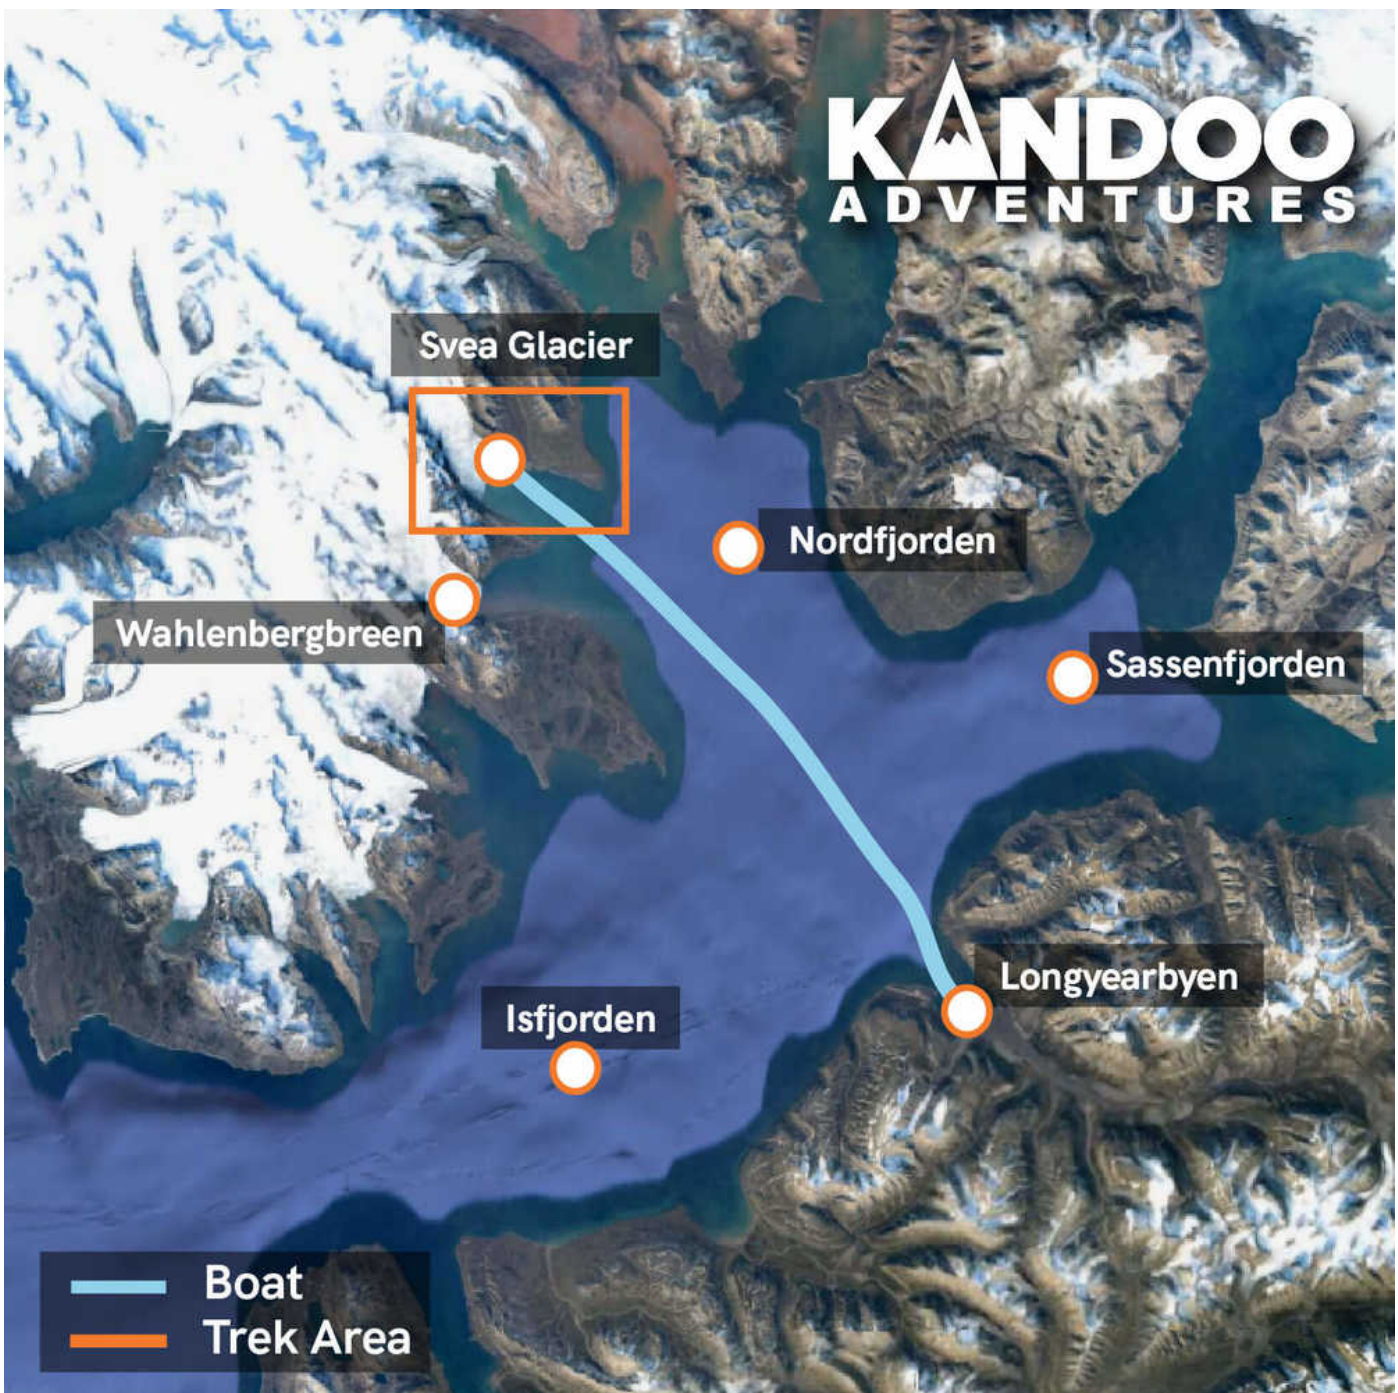 KANDOO
ADVENTURES
Svea Glacier
Nordfjorden
Wahlenbergbreen
Sassenfjorden
Longyearbyen
Isfjorden
Boat
Trek Area